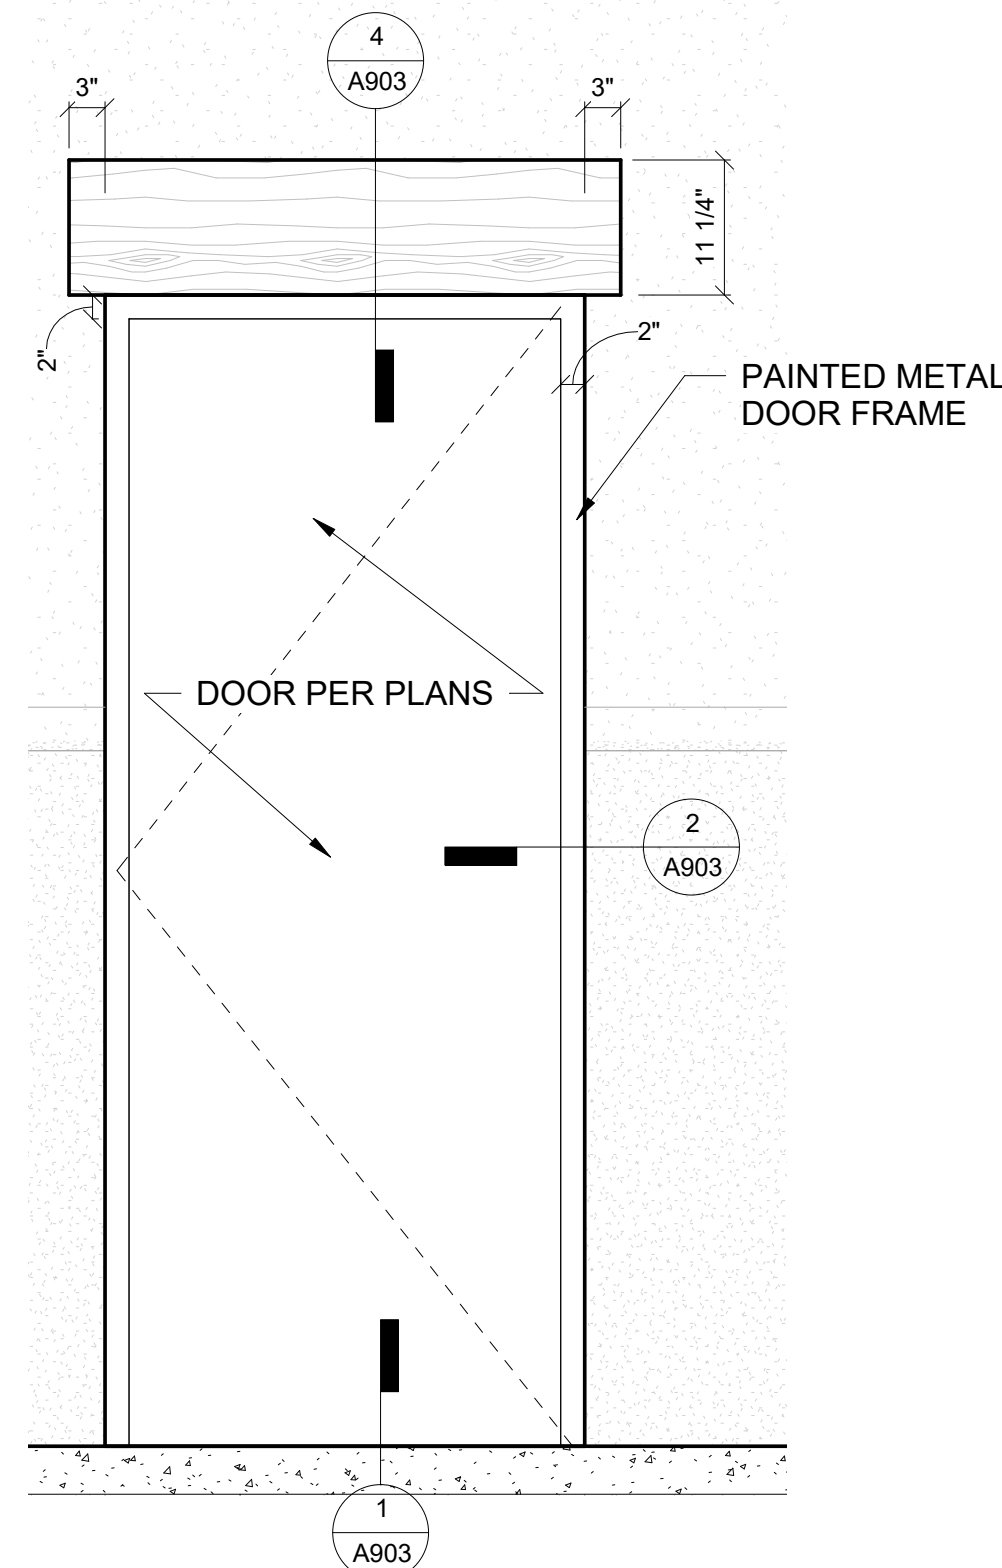 4
A903
3"
3"
11 1/4"
2"
2"
PAINTED METAL
DOOR FRAME
DOOR PER PLANS
2
A903
1
A903